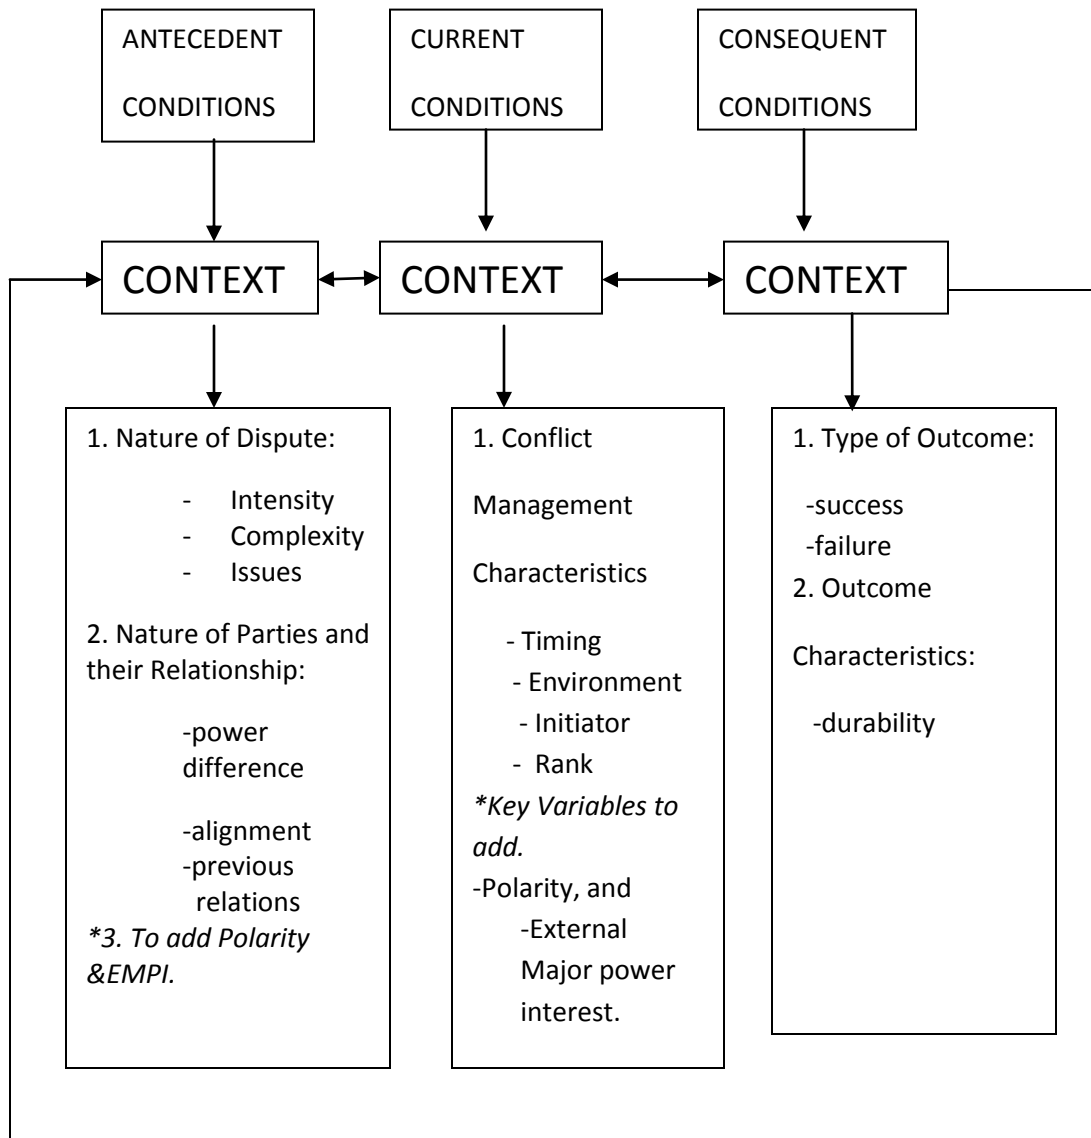 ANTECEDENT
CONDITIONS
CURRENT
CONDITIONS
CONSEQUENT
CONDITIONS
CONTEXT
CONTEXT
CONTEXT
1. Nature of Dispute:
- Intensity
- Complexity
- Issues
2. Nature of Parties and
their Relationship:
-power
difference
-alignment
-previous
relations
*3. To add Polarity
&EMPI.
1. Conflict
Management
Characteristics
- Timing
- Environment
- Initiator
- Rank
*Key Variables to
add.
-Polarity, and
-External
Major power
interest.
1. Type of Outcome:
-success
-failure
2. Outcome
Characteristics:
-durability